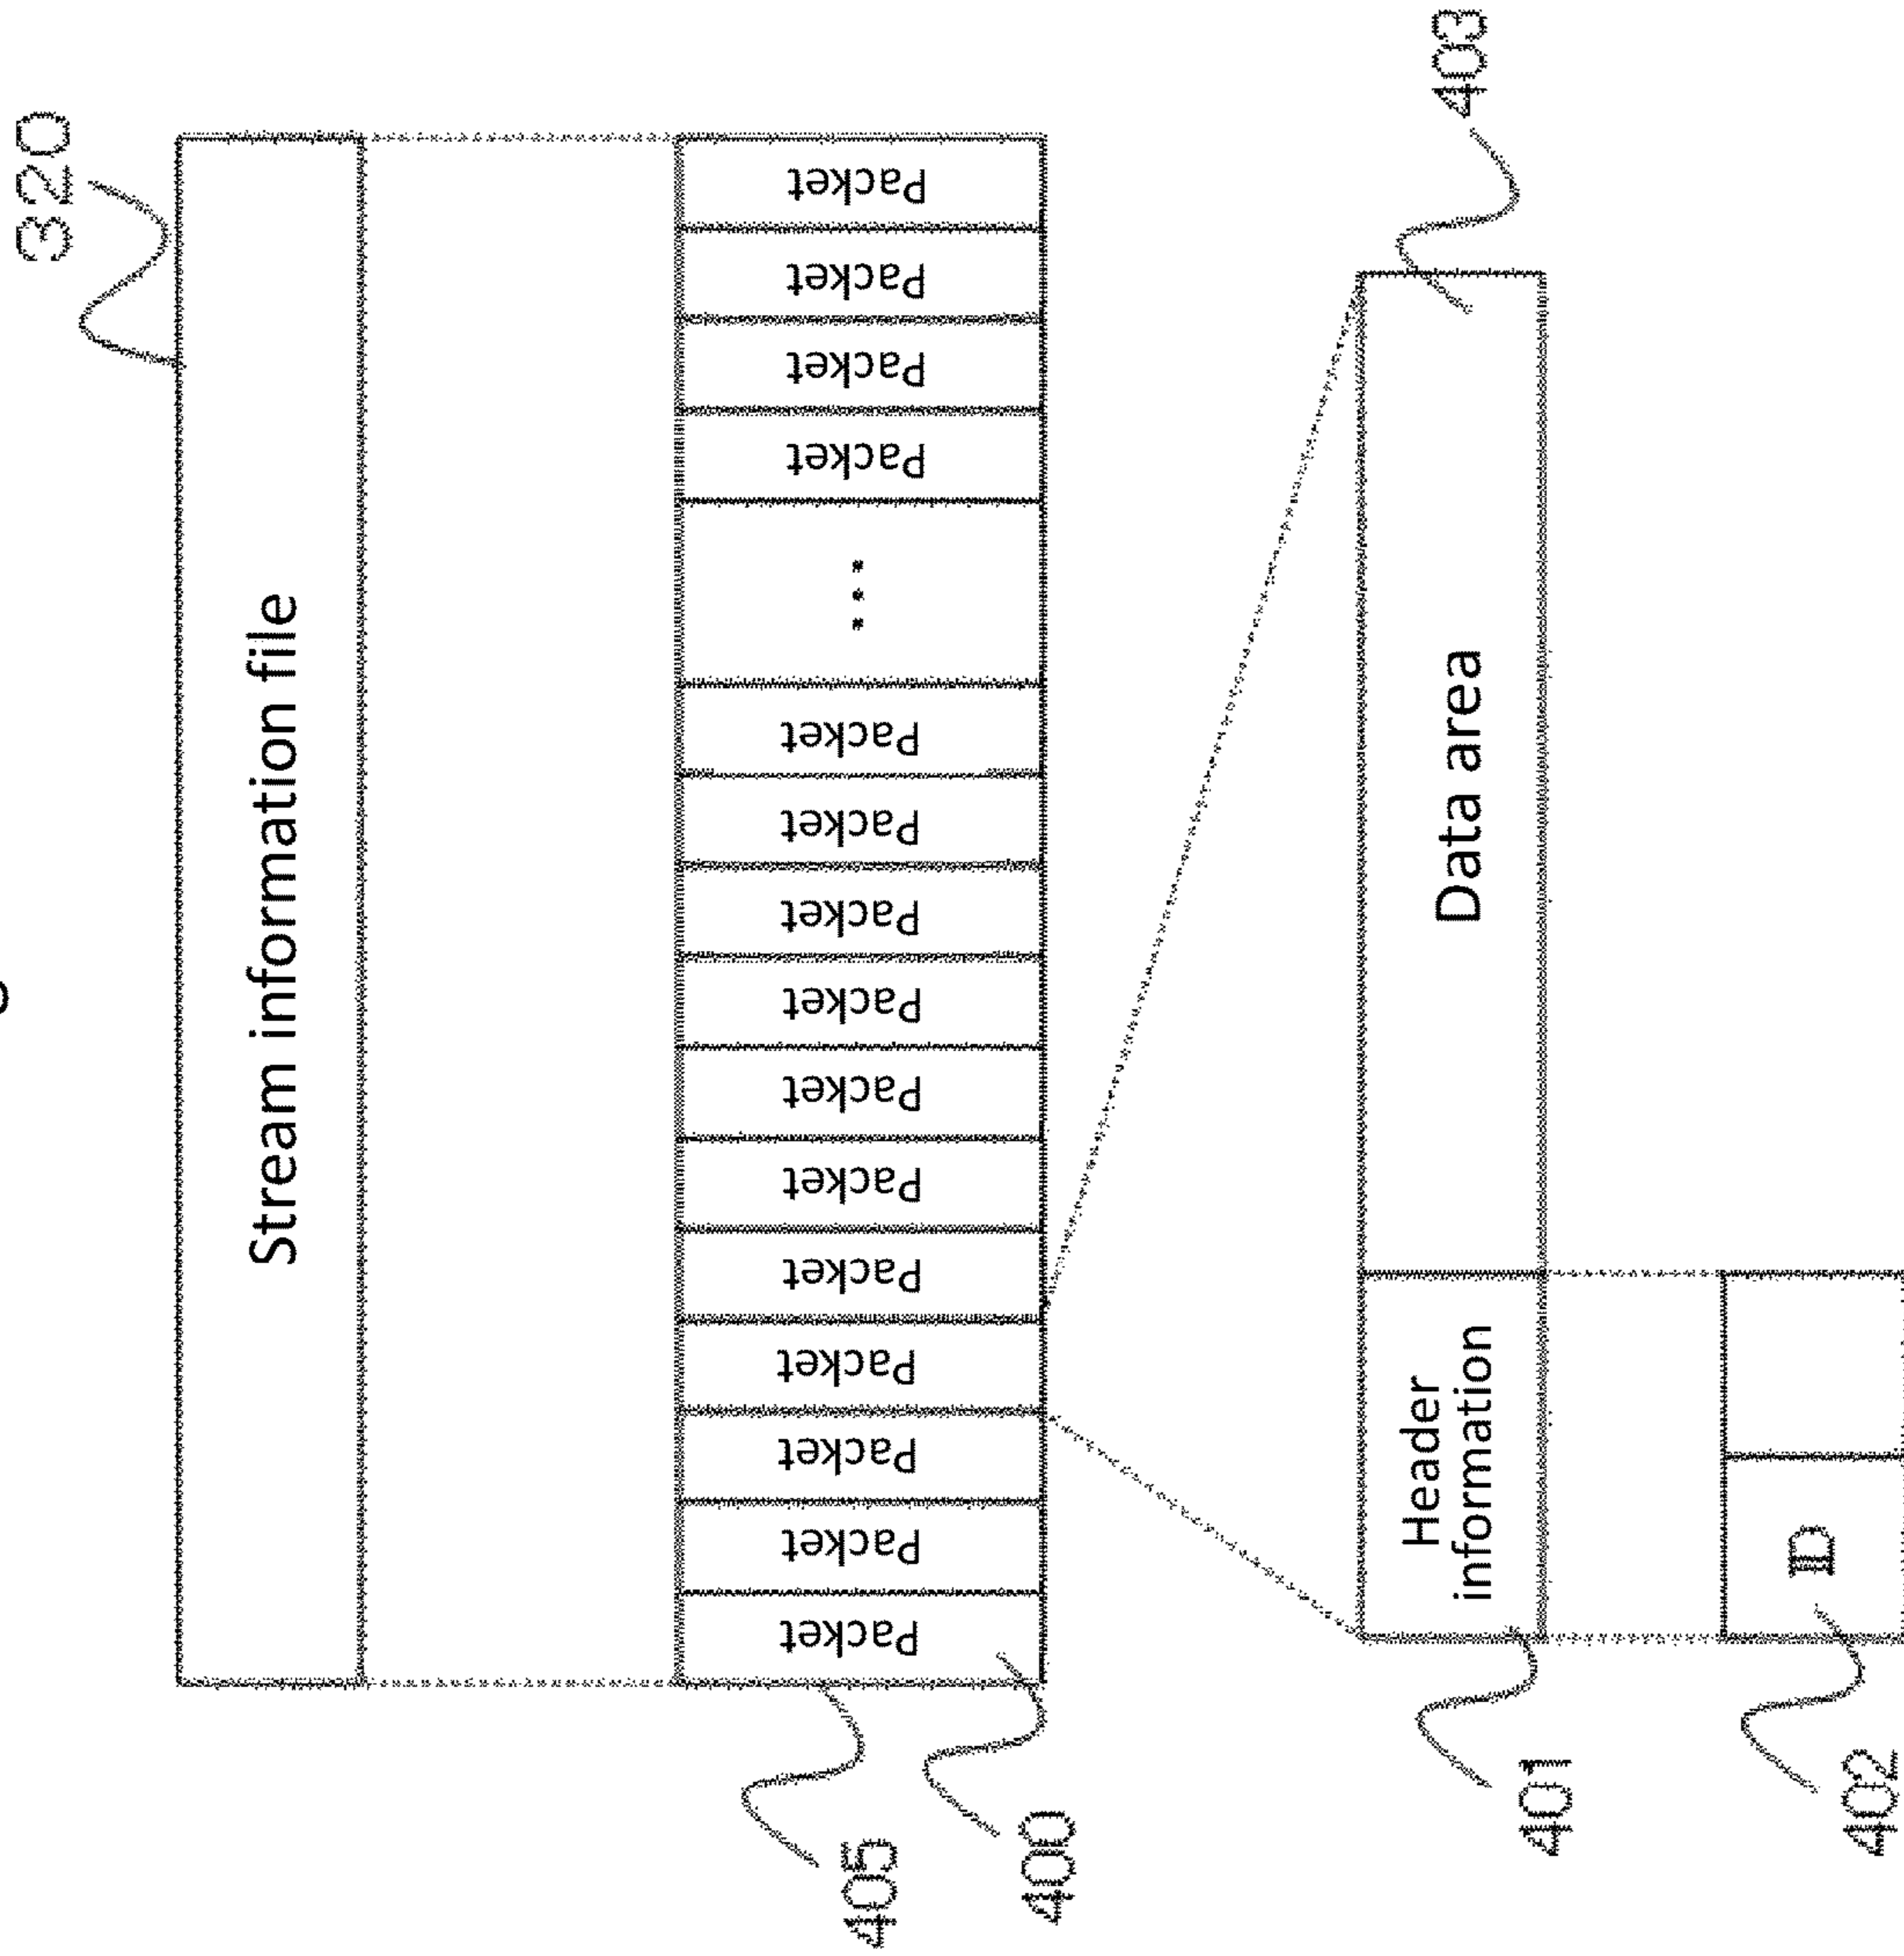 320
Stream information file
405
Packet
Packet
Packet
Packet
Packet
Packet
Packet
Packet
Packet
Packet
Packet
...
Packet
Packet
Packet
Packet
400
403
Header
information
Data area
401
ID
402